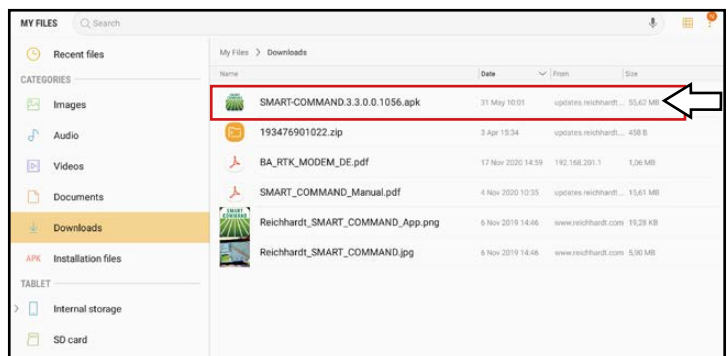 MY FILES
Search
N
Recent files
CATEGORIES
Images
Audio
Videos
Documents
Downloads
APK Installation files
TABLET
Internal storage
SD card
My Files > Downloads
Name Date From Size
SMART-COMMAND.3.3.0.0.1056.apk 31 May 10:01 updates.reichhardt.... 55,62 MB
193476901022.zip 3 Apr 15:34 updates.reichhardt.... 458 B
BA_RTK_MODEM_DE.pdf 17 Nov 2020 14:59 192.168.201.1 1,06 MB
SMART_COMMAND_Manual.pdf 4 Nov 2020 10:35 updates.reichhardt.... 15,61 MB
SMART
COMMAND
Reichhardt_SMART_COMMAND_App.png 6 Nov 2019 14:46 www.reichhardt.com 19,28 KB
Reichhardt_SMART_COMMAND.jpg 6 Nov 2019 14:46 www.reichhardt.com 5,90 MB